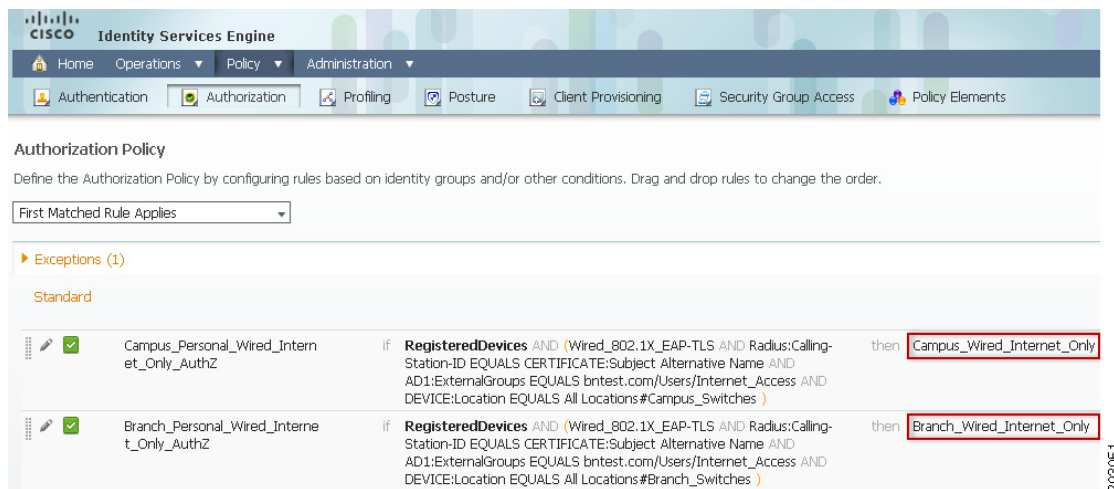 CISCO Identity Services Engine
Home Operations Policy Administration
Authentication Authorization Profiling Posture Client Provisioning Security Group Access Policy Elements
Authorization Policy
Define the Authorization Policy by configuring rules based on identity groups and/or other conditions. Drag and drop rules to change the order.
First Matched Rule Applies
Exceptions (1)
Standard
Campus_Personal_Wired_Intern if RegisteredDevices AND (Wired_802.1X_EAP-TLS AND Radius:Calling- then Campus_Wired_Internet_Only
et_Only_AuthZ Station-ID EQUALS CERTIFICATE:Subject Alternative Name AND
AD1:ExternalGroups EQUALS bntest.com/Users/Internet_Access AND
DEVICE:Location EQUALS All Locations#Campus_Switches )
Branch_Personal_Wired_Interne if RegisteredDevices AND (Wired_802.1X_EAP-TLS AND Radius:Calling- then Branch_Wired_Internet_Only
t_Only_AuthZ Station-ID EQUALS CERTIFICATE:Subject Alternative Name AND
AD1:ExternalGroups EQUALS bntest.com/Users/Internet_Access AND
DEVICE:Location EQUALS All Locations#Branch_Switches )